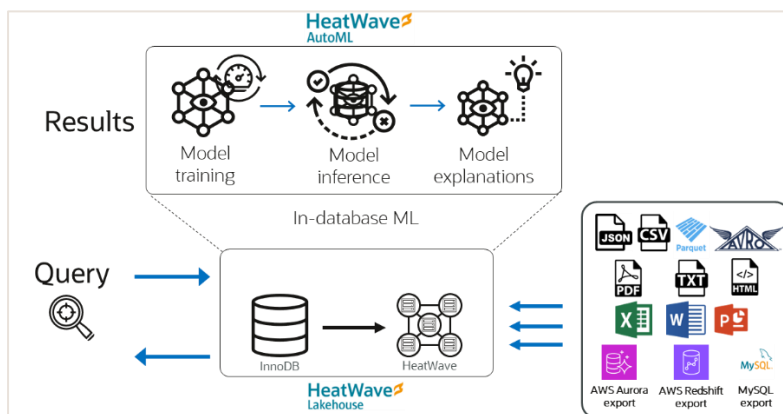 HeatWave
AutoML
Results
Model
training
Model
inference
Model
explanations
In-database ML
Query
InnoDB
HeatWave
HeatWave
Lakehouse
JSON
CSV
Parquet
AVRO
PDF
TXT
</>
HTML
X
W
P
AWS Aurora
export
AWS Redshift
export
MySQL
MySQL
export